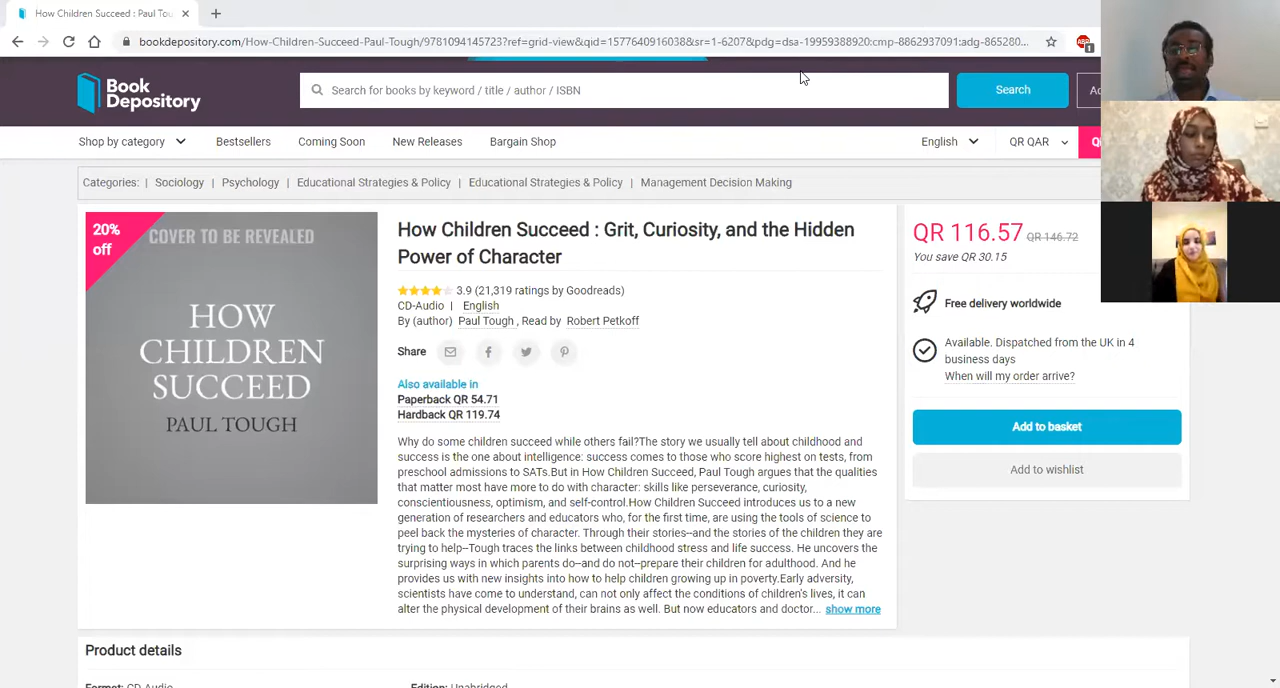 How Children Succeed : Paul Tou
bookdepository.com/How-Children-Succeed-Paul-Tough/9781094145723?ref=grid-view&qid=1577640916038&sr=1-6207&pdg=dsa-19959388920:cmp-8862937091:adg-865280...
1
Book
Depository
Search for books by keyword / title / author / ISBN
Search
Shop by category
Bestsellers
Coming Soon
New Releases
Bargain Shop
English
QR QAR
Categories: | Sociology | Psychology | Educational Strategies & Policy | Educational Strategies & Policy | Management Decision Making
20%
off
COVER TO BE REVEALED
HOW
CHILDREN
SUCCEED
PAUL TOUGH
How Children Succeed : Grit, Curiosity, and the Hidden
Power of Character
3.9 (21,319 ratings by Goodreads)
CD-Audio | English
By (author) Paul Tough , Read by Robert Petkoff
Share
Also available in
Paperback QR 54.71
Hardback QR 119.74
Why do some children succeed while others fail?The story we usually tell about childhood and
success is the one about intelligence: success comes to those who score highest on tests, from
preschool admissions to SATs.But in How Children Succeed, Paul Tough argues that the qualities
that matter most have more to do with character: skills like perseverance, curiosity,
conscientiousness, optimism, and self-control.How Children Succeed introduces us to a new
generation of researchers and educators who, for the first time, are using the tools of science to
peel back the mysteries of character. Through their stories--and the stories of the children they are
trying to help--Tough traces the links between childhood stress and life success. He uncovers the
surprising ways in which parents do--and do not--prepare their children for adulthood. And he
provides us with new insights into how to help children growing up in poverty.Early adversity,
scientists have come to understand, can not only affect the conditions of children's lives, it can
alter the physical development of their brains as well. But now educators and doctor... show more
QR 116.57 QR 146.72
You save QR 30.15
Free delivery worldwide
Available. Dispatched from the UK in 4
business days
When will my order arrive?
Add to basket
Add to wishlist
Product details
Format: CD-Audio
Edition: Unabridged